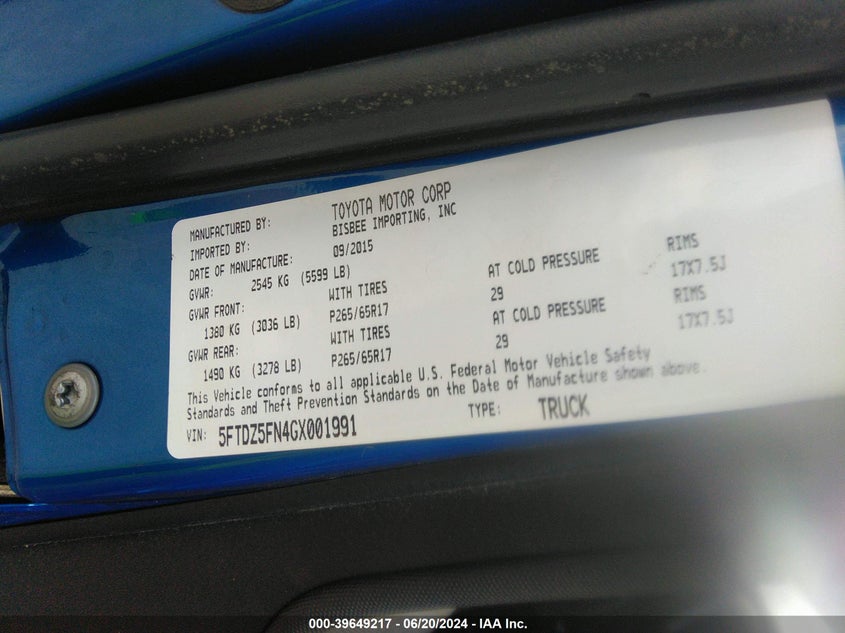 MANUFACTURED BY: TOYOTA MOTOR CORP
IMPORTED BY: BISBEE IMPORTING, INC
DATE OF MANUFACTURE: 09/2015
GVWR: 2545 KG (5599 LB)
GVWR FRONT: WITH TIRES AT COLD PRESSURE RIMS
1380 KG (3036 LB) P265/65R17 29 17X7.5J
GVWR REAR: WITH TIRES AT COLD PRESSURE RIMS
1490 KG (3278 LB) P265/65R17 29 17X7.5J
This Vehicle conforms to all applicable U.S. Federal Motor Vehicle Safety
Standards and Theft Prevention Standards on the Date of Manufacture shown above.
VIN: 5FTDZ5FN4GX001991 TYPE: TRUCK
000-39649217 - 06/20/2024 - IAA Inc.